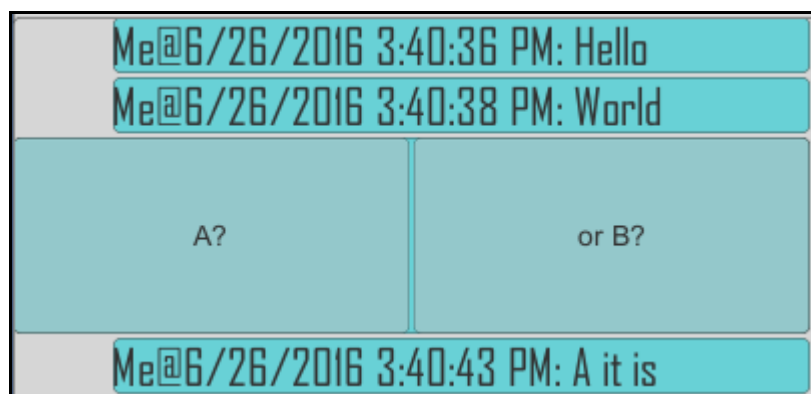 Me@6/26/2016 3:40:36 PM: Hello
Me@6/26/2016 3:40:38 PM: World
A? or B?
Me@6/26/2016 3:40:43 PM: A it is